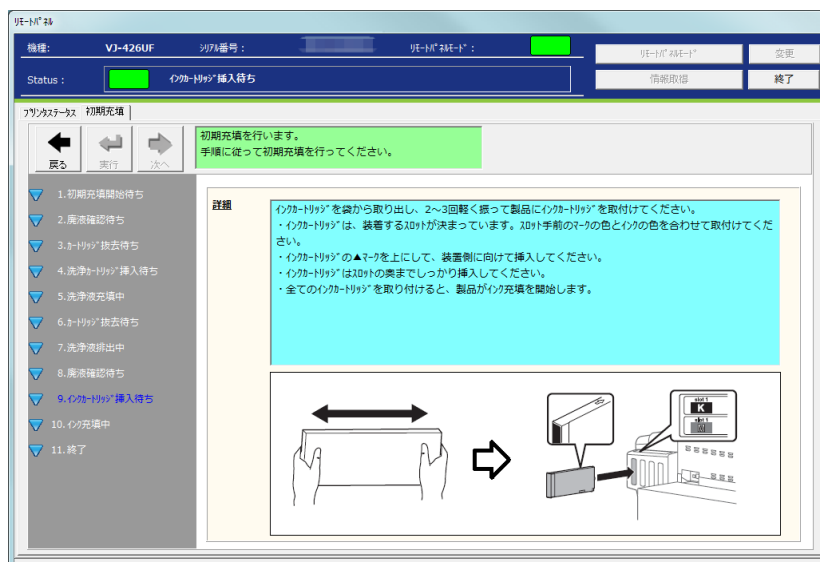 ﾘﾓｰﾄﾊﾟﾈﾙ
機種: VJ-426UF ｼﾘｱﾙ番号 : ﾘﾓｰﾄﾊﾟﾈﾙﾓｰﾄﾞ :
ﾘﾓｰﾄﾊﾟﾈﾙﾓｰﾄﾞ 変更
Status : ｲﾝｸｶｰﾄﾘｯｼﾞ挿入待ち
情報取得 終了
ﾌﾟﾘﾝﾀｽﾃｰﾀｽ 初期充填
戻る 実行 次へ
初期充填を行います。
手順に従って初期充填を行ってください。
1.初期充填開始待ち
2.廃液確認待ち
3.ｶｰﾄﾘｯｼﾞ抜去待ち
4.洗浄ｶｰﾄﾘｯｼﾞ挿入待ち
5.洗浄液充填中
6.ｶｰﾄﾘｯｼﾞ抜去待ち
7.洗浄液排出中
8.廃液確認待ち
9.ｲﾝｸｶｰﾄﾘｯｼﾞ挿入待ち
10.ｲﾝｸ充填中
11.終了
詳細
ｲﾝｸｶｰﾄﾘｯｼﾞを袋から取り出し、2～3回軽く振って製品にｲﾝｸｶｰﾄﾘｯｼﾞを取付けてください。
・ｲﾝｸｶｰﾄﾘｯｼﾞは、装着するｽﾛｯﾄが決まっています。ｽﾛｯﾄ手前のﾏｰｸの色とｲﾝｸの色を合わせて取付けてくだ
さい。
・ｲﾝｸｶｰﾄﾘｯｼﾞの▲ﾏｰｸを上にして、装置側に向けて挿入してください。
・ｲﾝｸｶｰﾄﾘｯｼﾞはｽﾛｯﾄの奥までしっかり挿入してください。
・全てのｲﾝｸｶｰﾄﾘｯｼﾞを取り付けると、製品がｲﾝｸ充填を開始します。
slot 1
K
slot 1
M